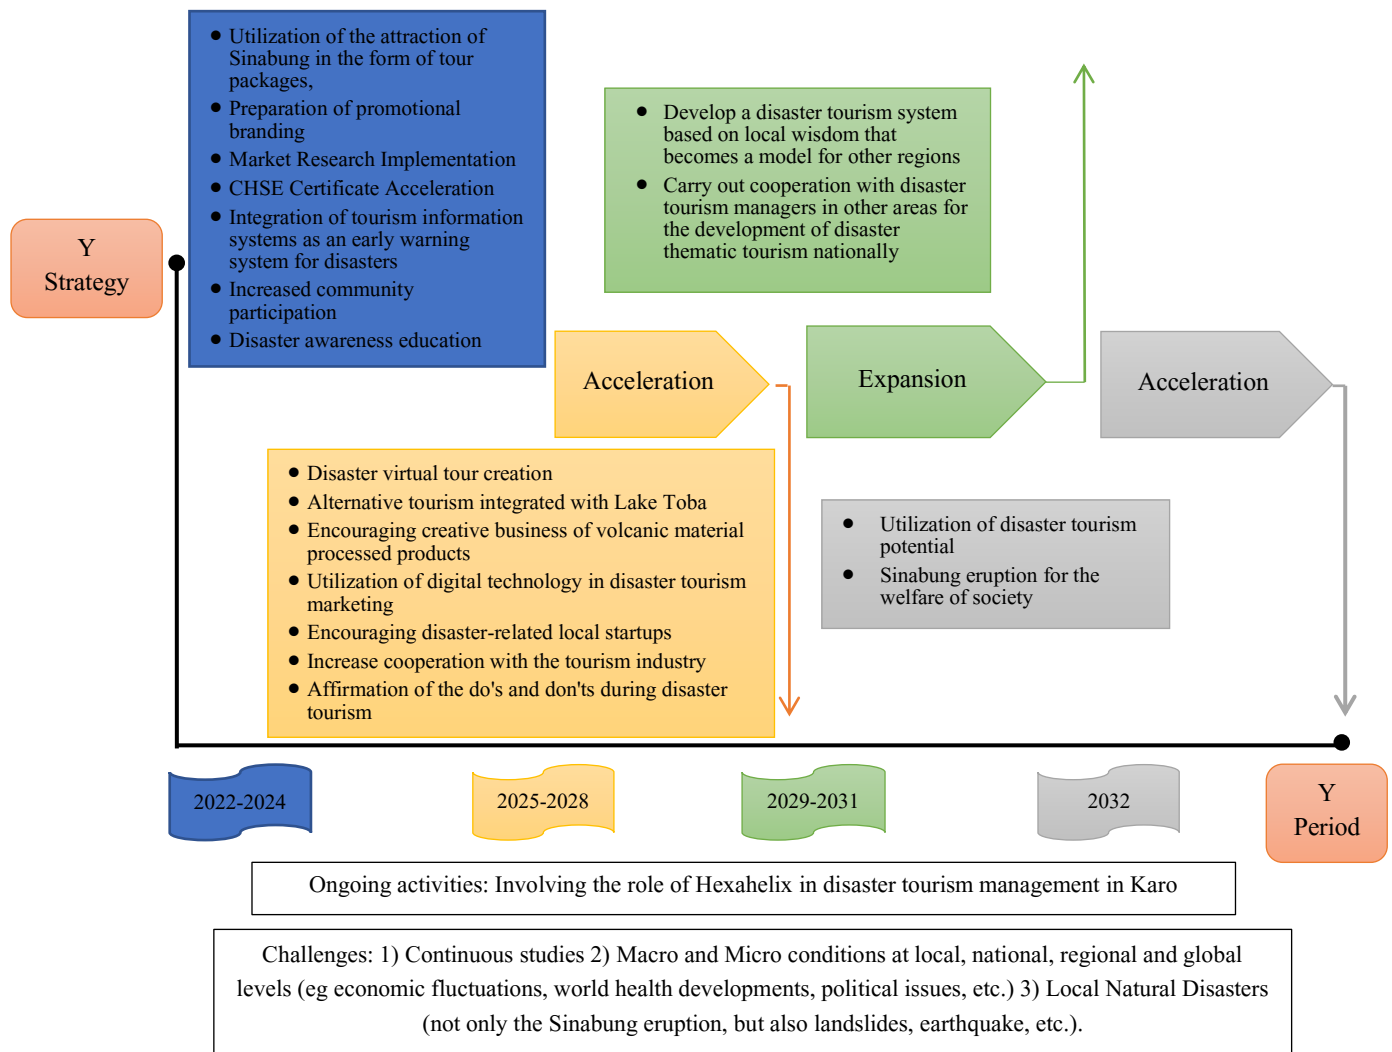 Y
Strategy
• Utilization of the attraction of
Sinabung in the form of tour
packages,
• Preparation of promotional
branding
• Market Research Implementation
• CHSE Certificate Acceleration
• Integration of tourism information
systems as an early warning
system for disasters
• Increased community
participation
• Disaster awareness education
• Develop a disaster tourism system
based on local wisdom that
becomes a model for other regions
• Carry out cooperation with disaster
tourism managers in other areas for
the development of disaster
thematic tourism nationally
Acceleration
Expansion
Acceleration
• Disaster virtual tour creation
• Alternative tourism integrated with Lake Toba
• Encouraging creative business of volcanic material
processed products
• Utilization of digital technology in disaster tourism
marketing
• Encouraging disaster-related local startups
• Increase cooperation with the tourism industry
• Affirmation of the do's and don'ts during disaster
tourism
• Utilization of disaster tourism
potential
• Sinabung eruption for the
welfare of society
2022-2024
2025-2028
2029-2031
2032
Y
Period
Ongoing activities: Involving the role of Hexahelix in disaster tourism management in Karo
Challenges: 1) Continuous studies 2) Macro and Micro conditions at local, national, regional and global
levels (eg economic fluctuations, world health developments, political issues, etc.) 3) Local Natural Disasters
(not only the Sinabung eruption, but also landslides, earthquake, etc.).